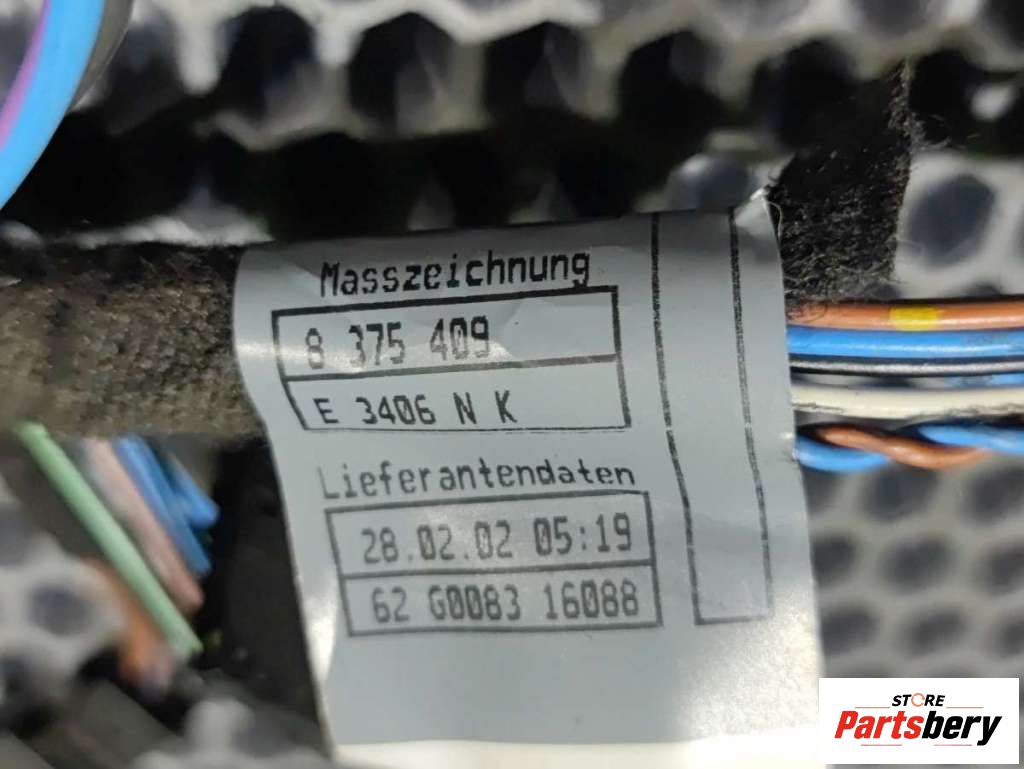 Masszeichnung
8 375 409
E 3406 N K
Lieferantendaten
28.02.02 05:19
62 G0083 16088
STORE
Partsbery